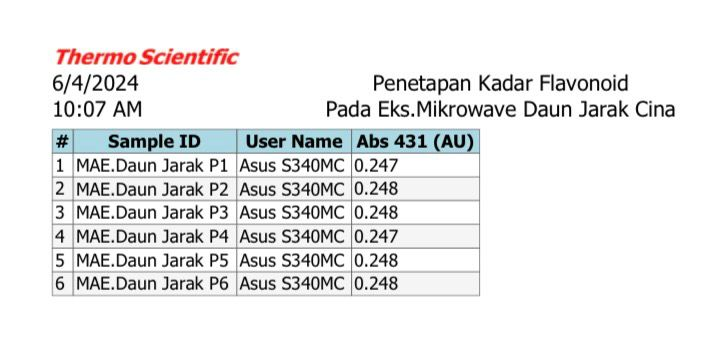 Thermo Scientific
6/4/2024
Penetapan Kadar Flavonoid
10:07 AM
Pada Eks.Mikrowave Daun Jarak Cina
# Sample ID User Name Abs 431 (AU)
1 MAE.Daun Jarak P1 Asus S340MC 0.247
2 MAE.Daun Jarak P2 Asus S340MC 0.248
3 MAE.Daun Jarak P3 Asus S340MC 0.248
4 MAE.Daun Jarak P4 Asus S340MC 0.247
5 MAE.Daun Jarak P5 Asus S340MC 0.248
6 MAE.Daun Jarak P6 Asus S340MC 0.248